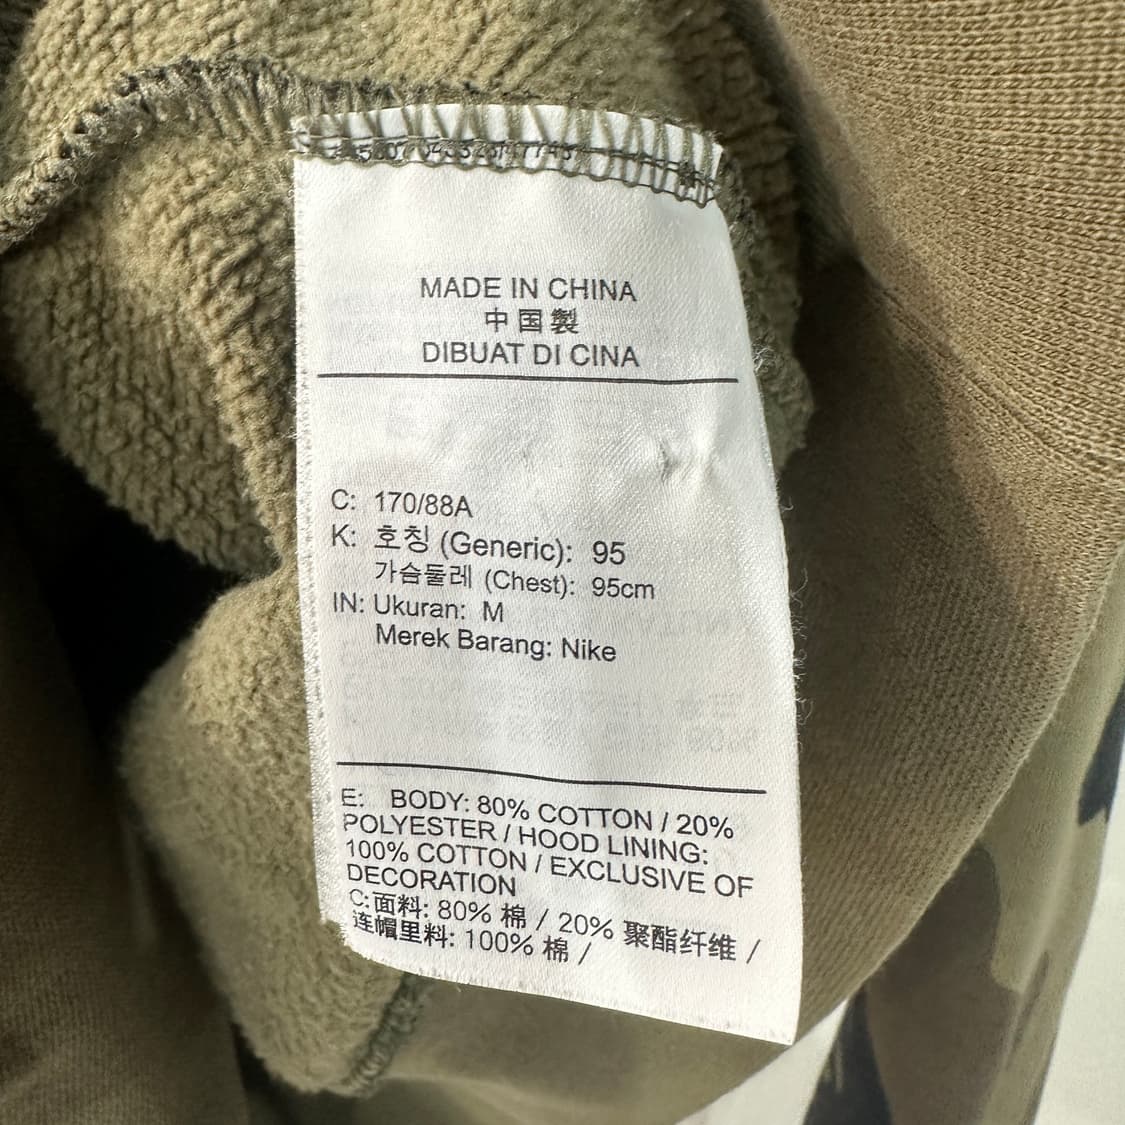 MADE IN CHINA
中国製
DIBUAT DI CINA
C: 170/88A
K: 호칭 (Generic): 95
가슴둘레 (Chest): 95cm
IN: Ukuran: M
Merek Barang: Nike
E: BODY: 80% COTTON / 20%
POLYESTER / HOOD LINING:
100% COTTON / EXCLUSIVE OF
DECORATION
C:面料: 80% 棉 / 20% 聚酯纤维 /
连帽里料: 100% 棉 /